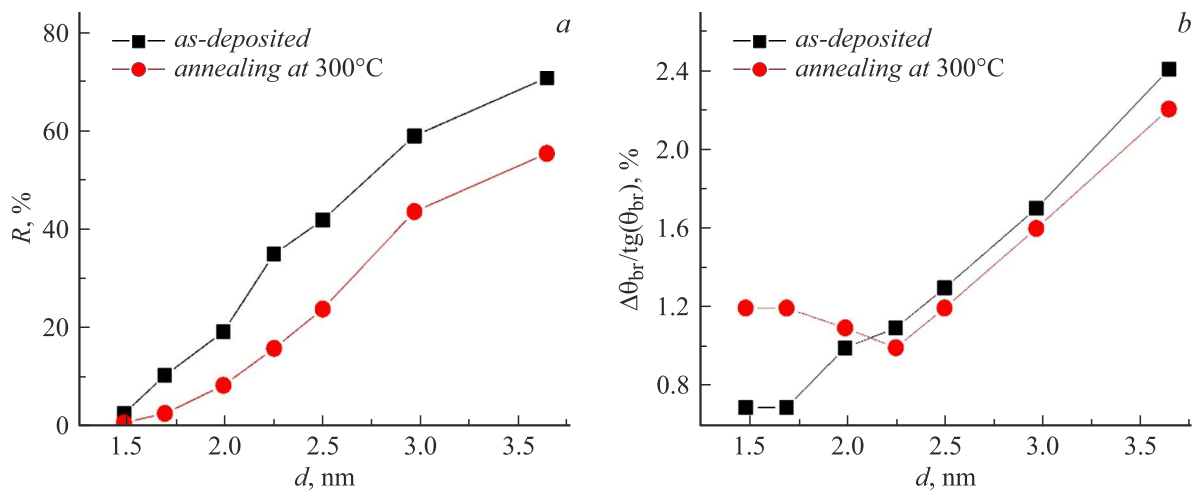 a
as-deposited
annealing at 300°C
80
60
40
20
0
R, %
1.5
2.0
2.5
3.0
3.5
d, nm
b
as-deposited
annealing at 300°C
2.4
2.0
1.6
1.2
0.8
Δθbr/tg(θbr), %
1.5
2.0
2.5
3.0
3.5
d, nm